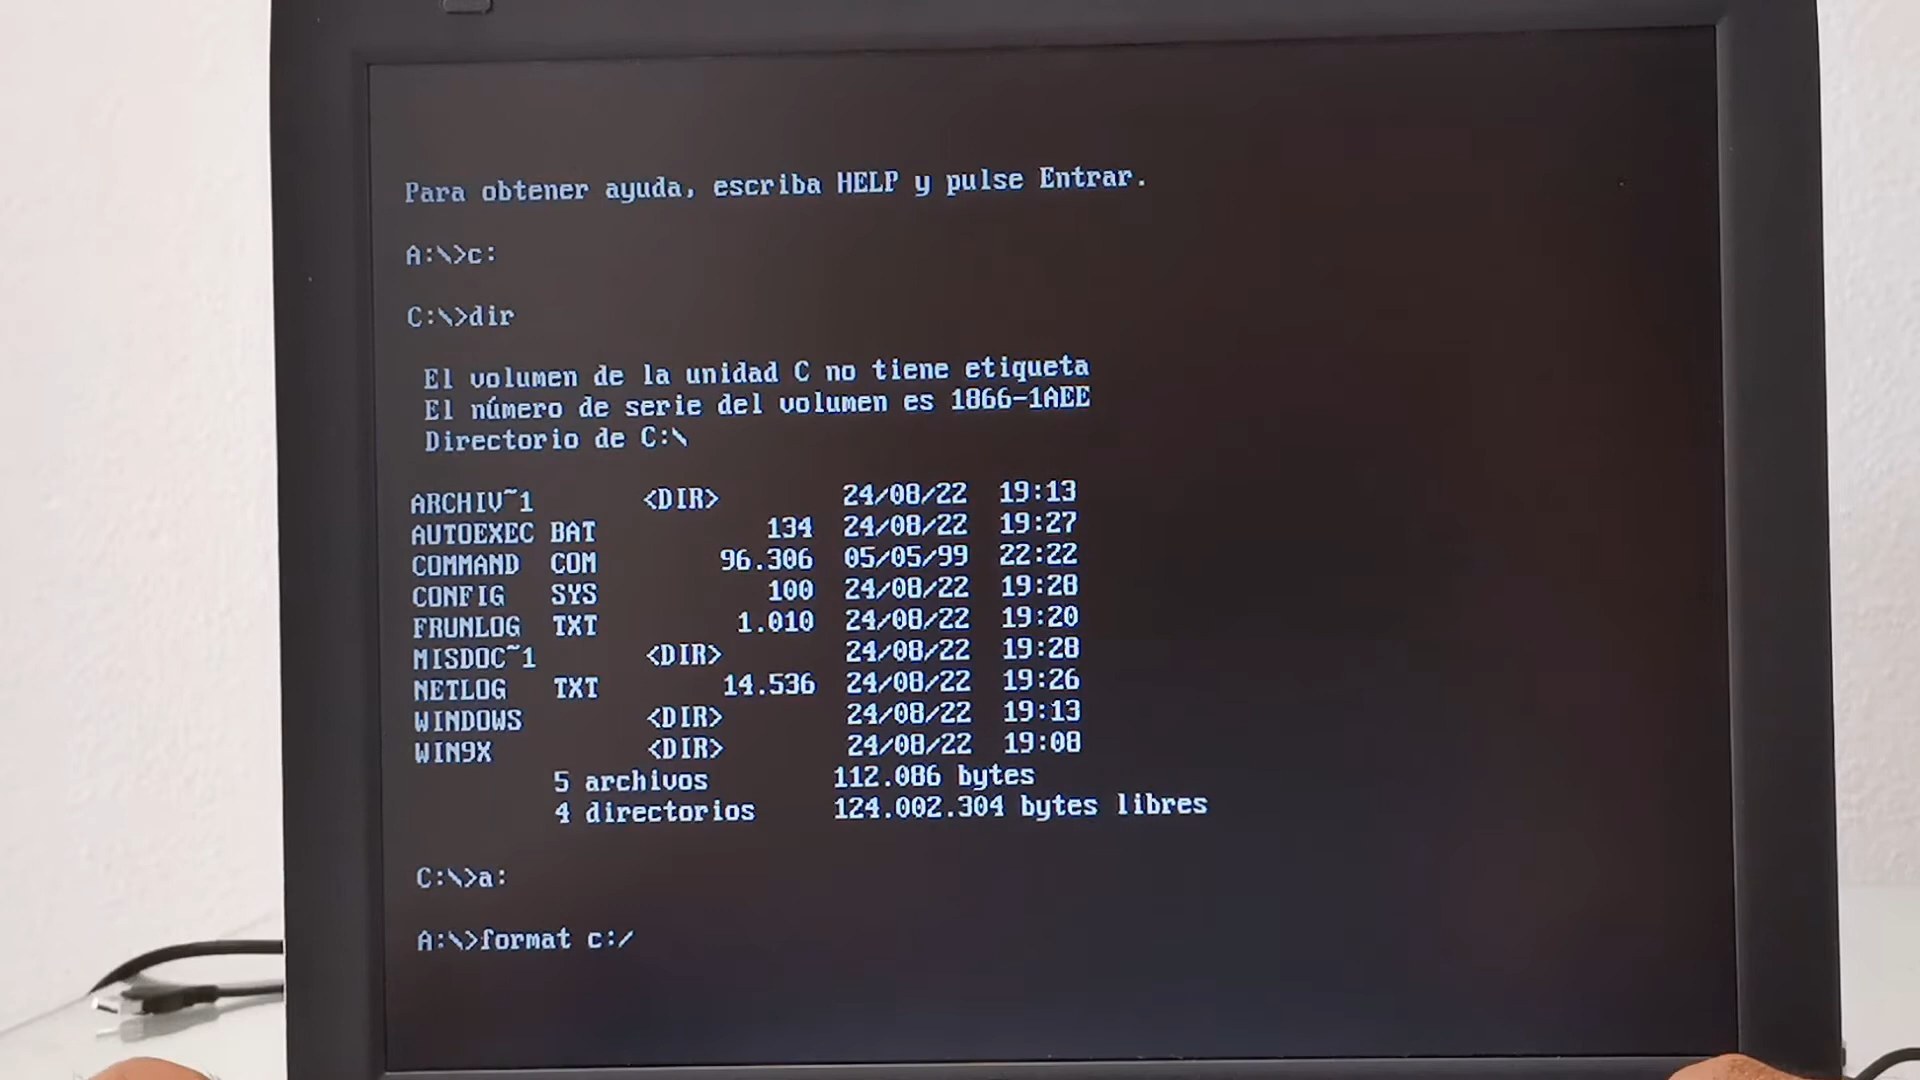 Para obtener ayuda, escriba HELP y pulse Entrar.
A:\>c:
C:\>dir
El volumen de la unidad C no tiene etiqueta
El número de serie del volumen es 1866-1AEE
Directorio de C:\
ARCHIV~1 <DIR> 24/08/22 19:13
AUTOEXEC BAT 134 24/08/22 19:27
COMMAND COM 96.306 05/05/99 22:22
CONFIG SYS 100 24/08/22 19:28
FRUNLOG TXT 1.010 24/08/22 19:20
MISDOC~1 <DIR> 24/08/22 19:28
NETLOG TXT 14.536 24/08/22 19:26
WINDOWS <DIR> 24/08/22 19:13
WIN9X <DIR> 24/08/22 19:08
5 archivos 112.086 bytes
4 directorios 124.002.304 bytes libres
C:\>a:
A:\>format c:/